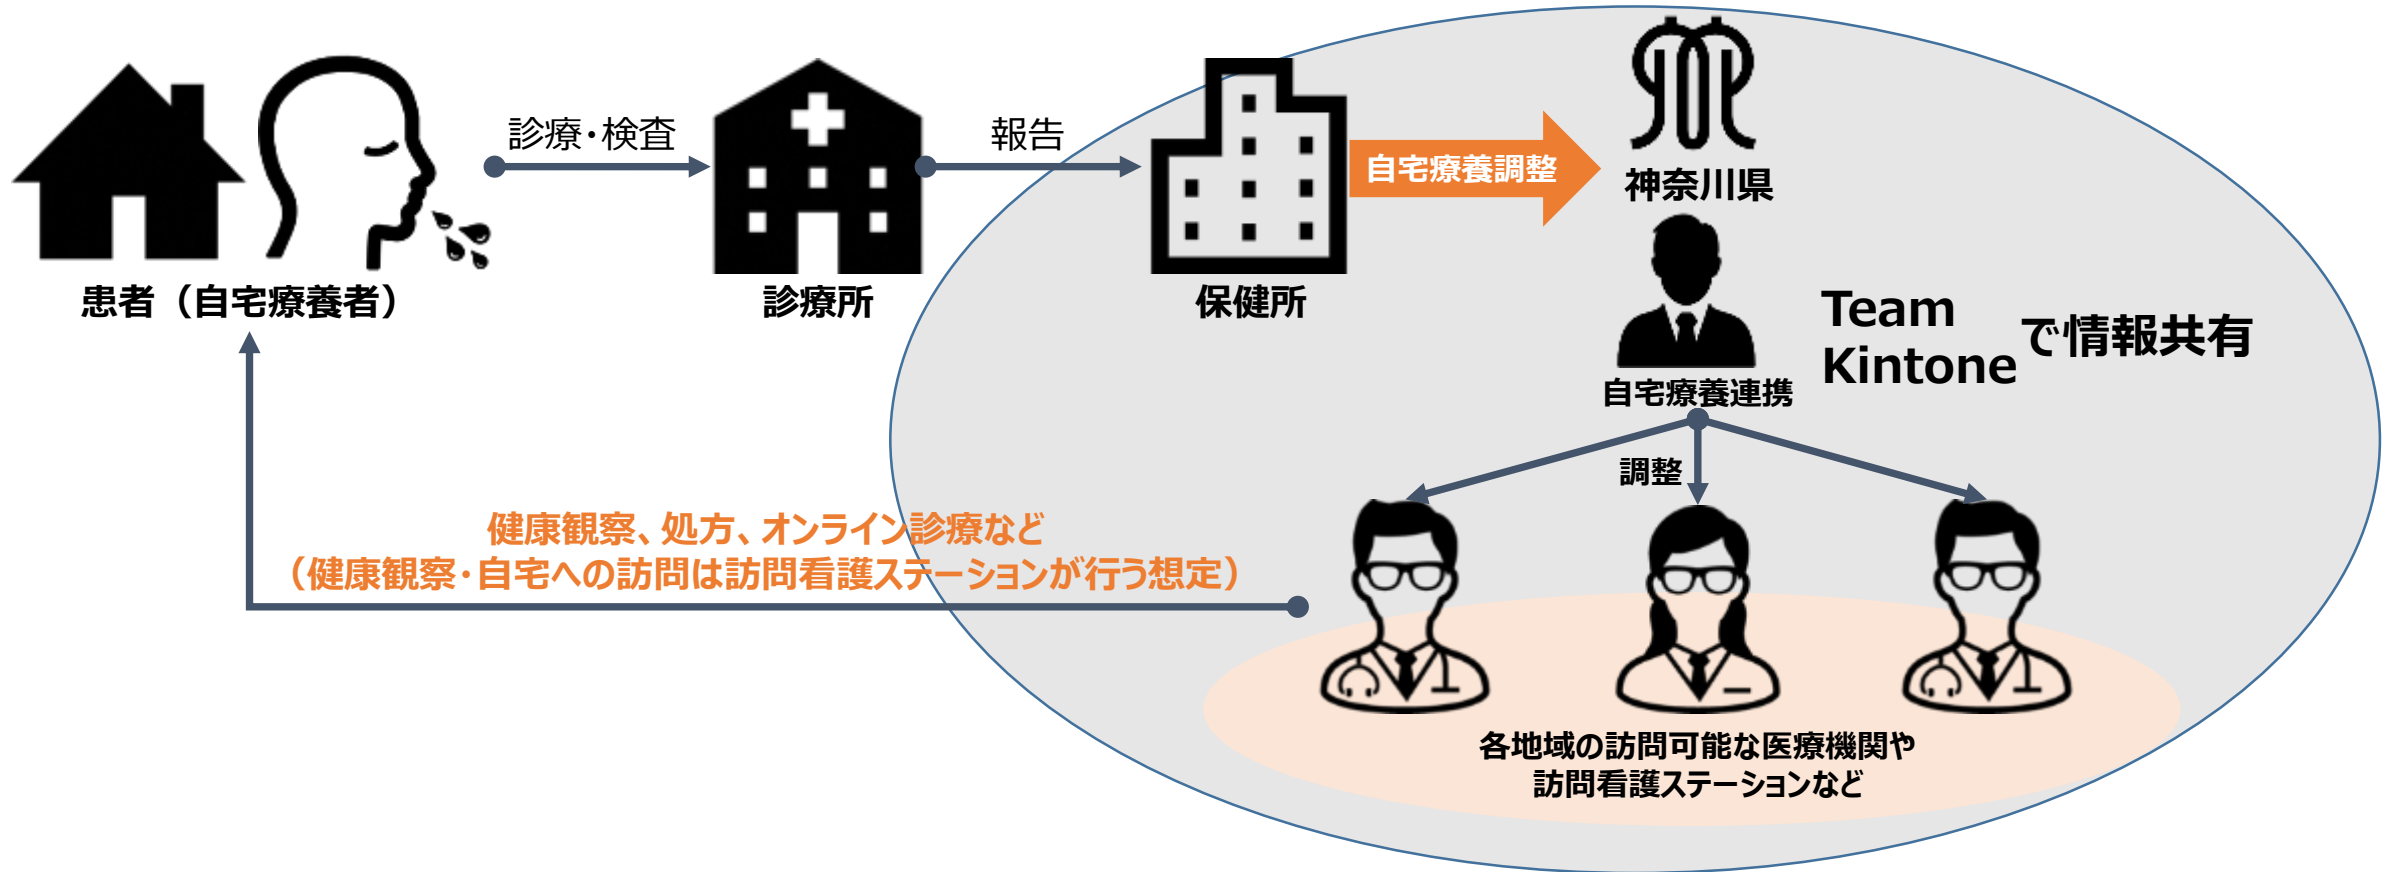 診療・検査
報告
自宅療養調整
神奈川県
患者（自宅療養者）
診療所
保健所
Team
Kintone
で情報共有
自宅療養連携
調整
健康観察、処方、オンライン診療など
（健康観察・自宅への訪問は訪問看護ステーションが行う想定）
各地域の訪問可能な医療機関や
訪問看護ステーションなど